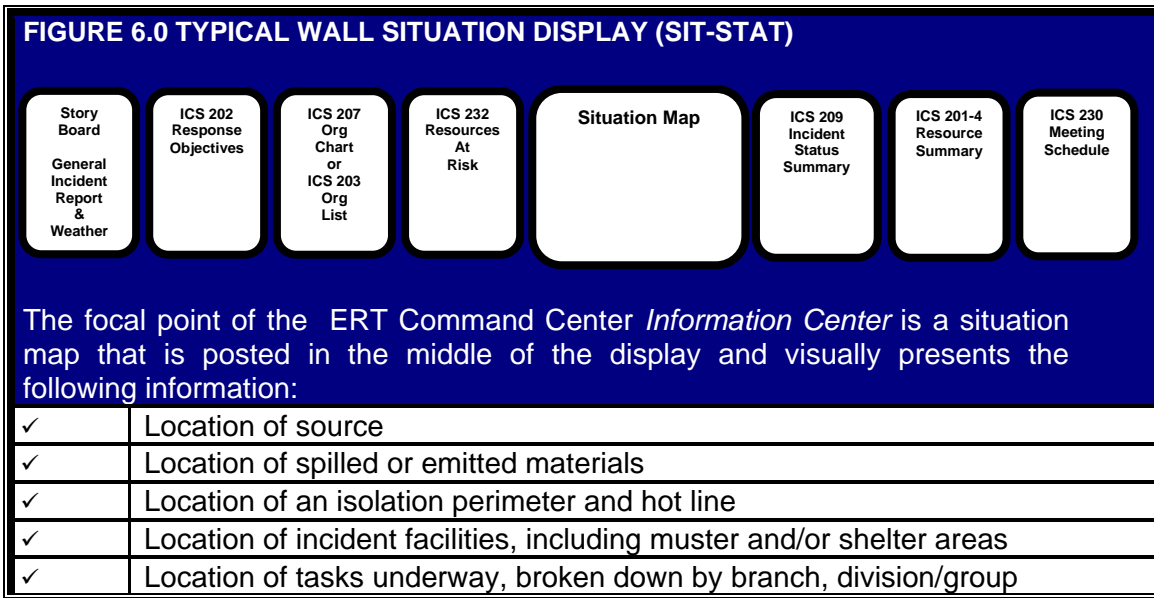 FIGURE 6.0 TYPICAL WALL SITUATION DISPLAY (SIT-STAT)
Story
Board
General
Incident
Report
&
Weather
ICS 202
Response
Objectives
ICS 207
Org
Chart
or
ICS 203
Org
List
ICS 232
Resources
At
Risk
Situation Map
ICS 209
Incident
Status
Summary
ICS 201-4
Resource
Summary
ICS 230
Meeting
Schedule
The focal point of the ERT Command Center Information Center is a situation
map that is posted in the middle of the display and visually presents the
following information:
✓ Location of source
✓ Location of spilled or emitted materials
✓ Location of an isolation perimeter and hot line
✓ Location of incident facilities, including muster and/or shelter areas
✓ Location of tasks underway, broken down by branch, division/group